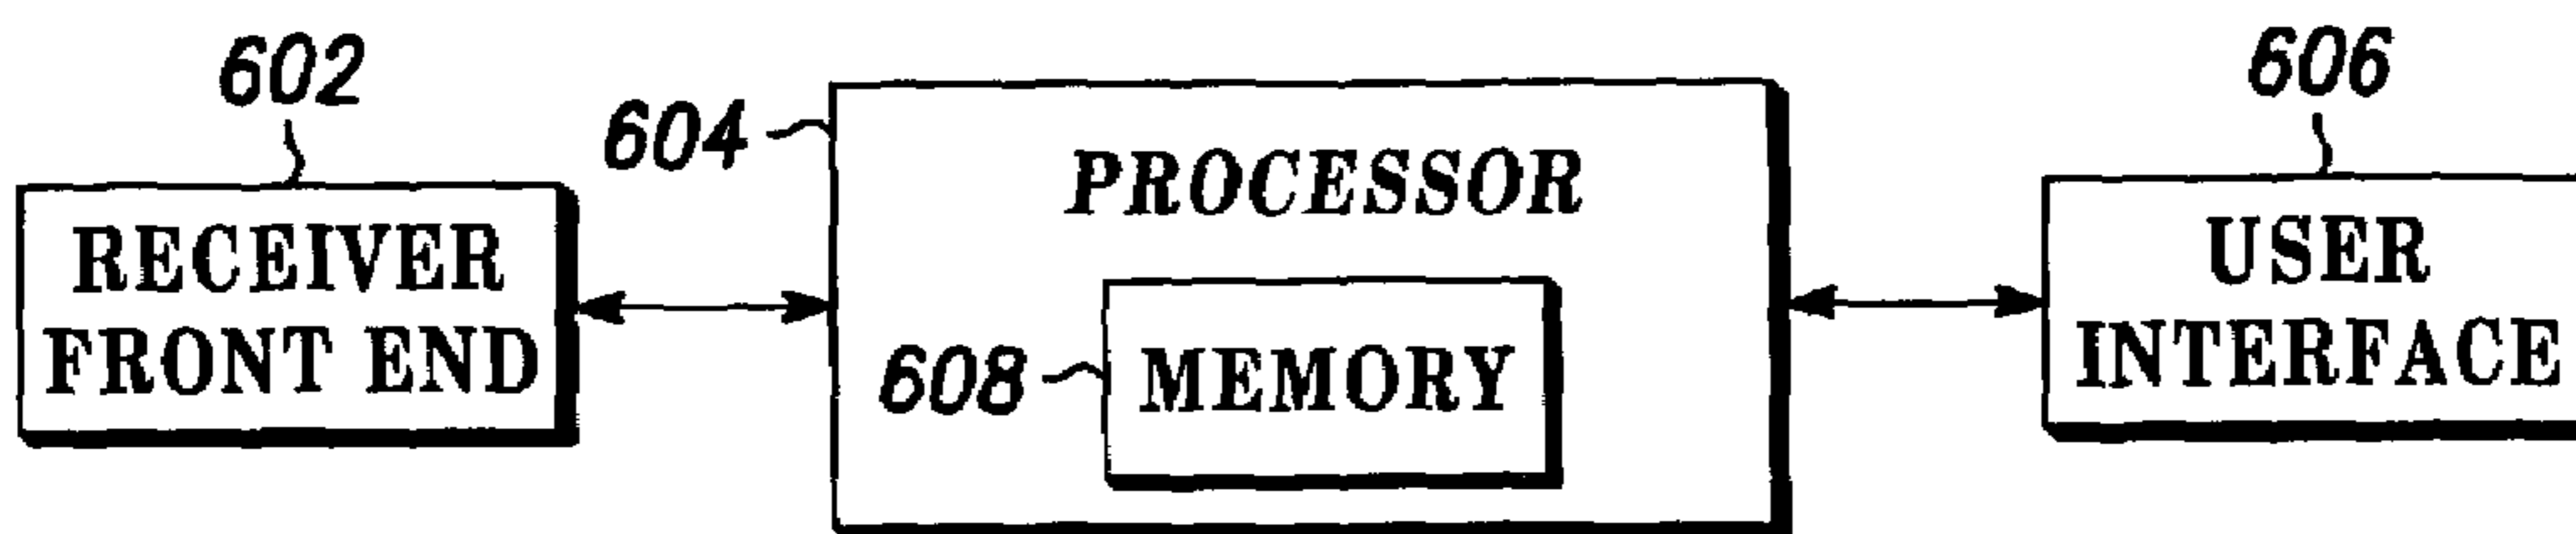 602
604
606
RECEIVER
FRONT END
PROCESSOR
608
MEMORY
USER
INTERFACE